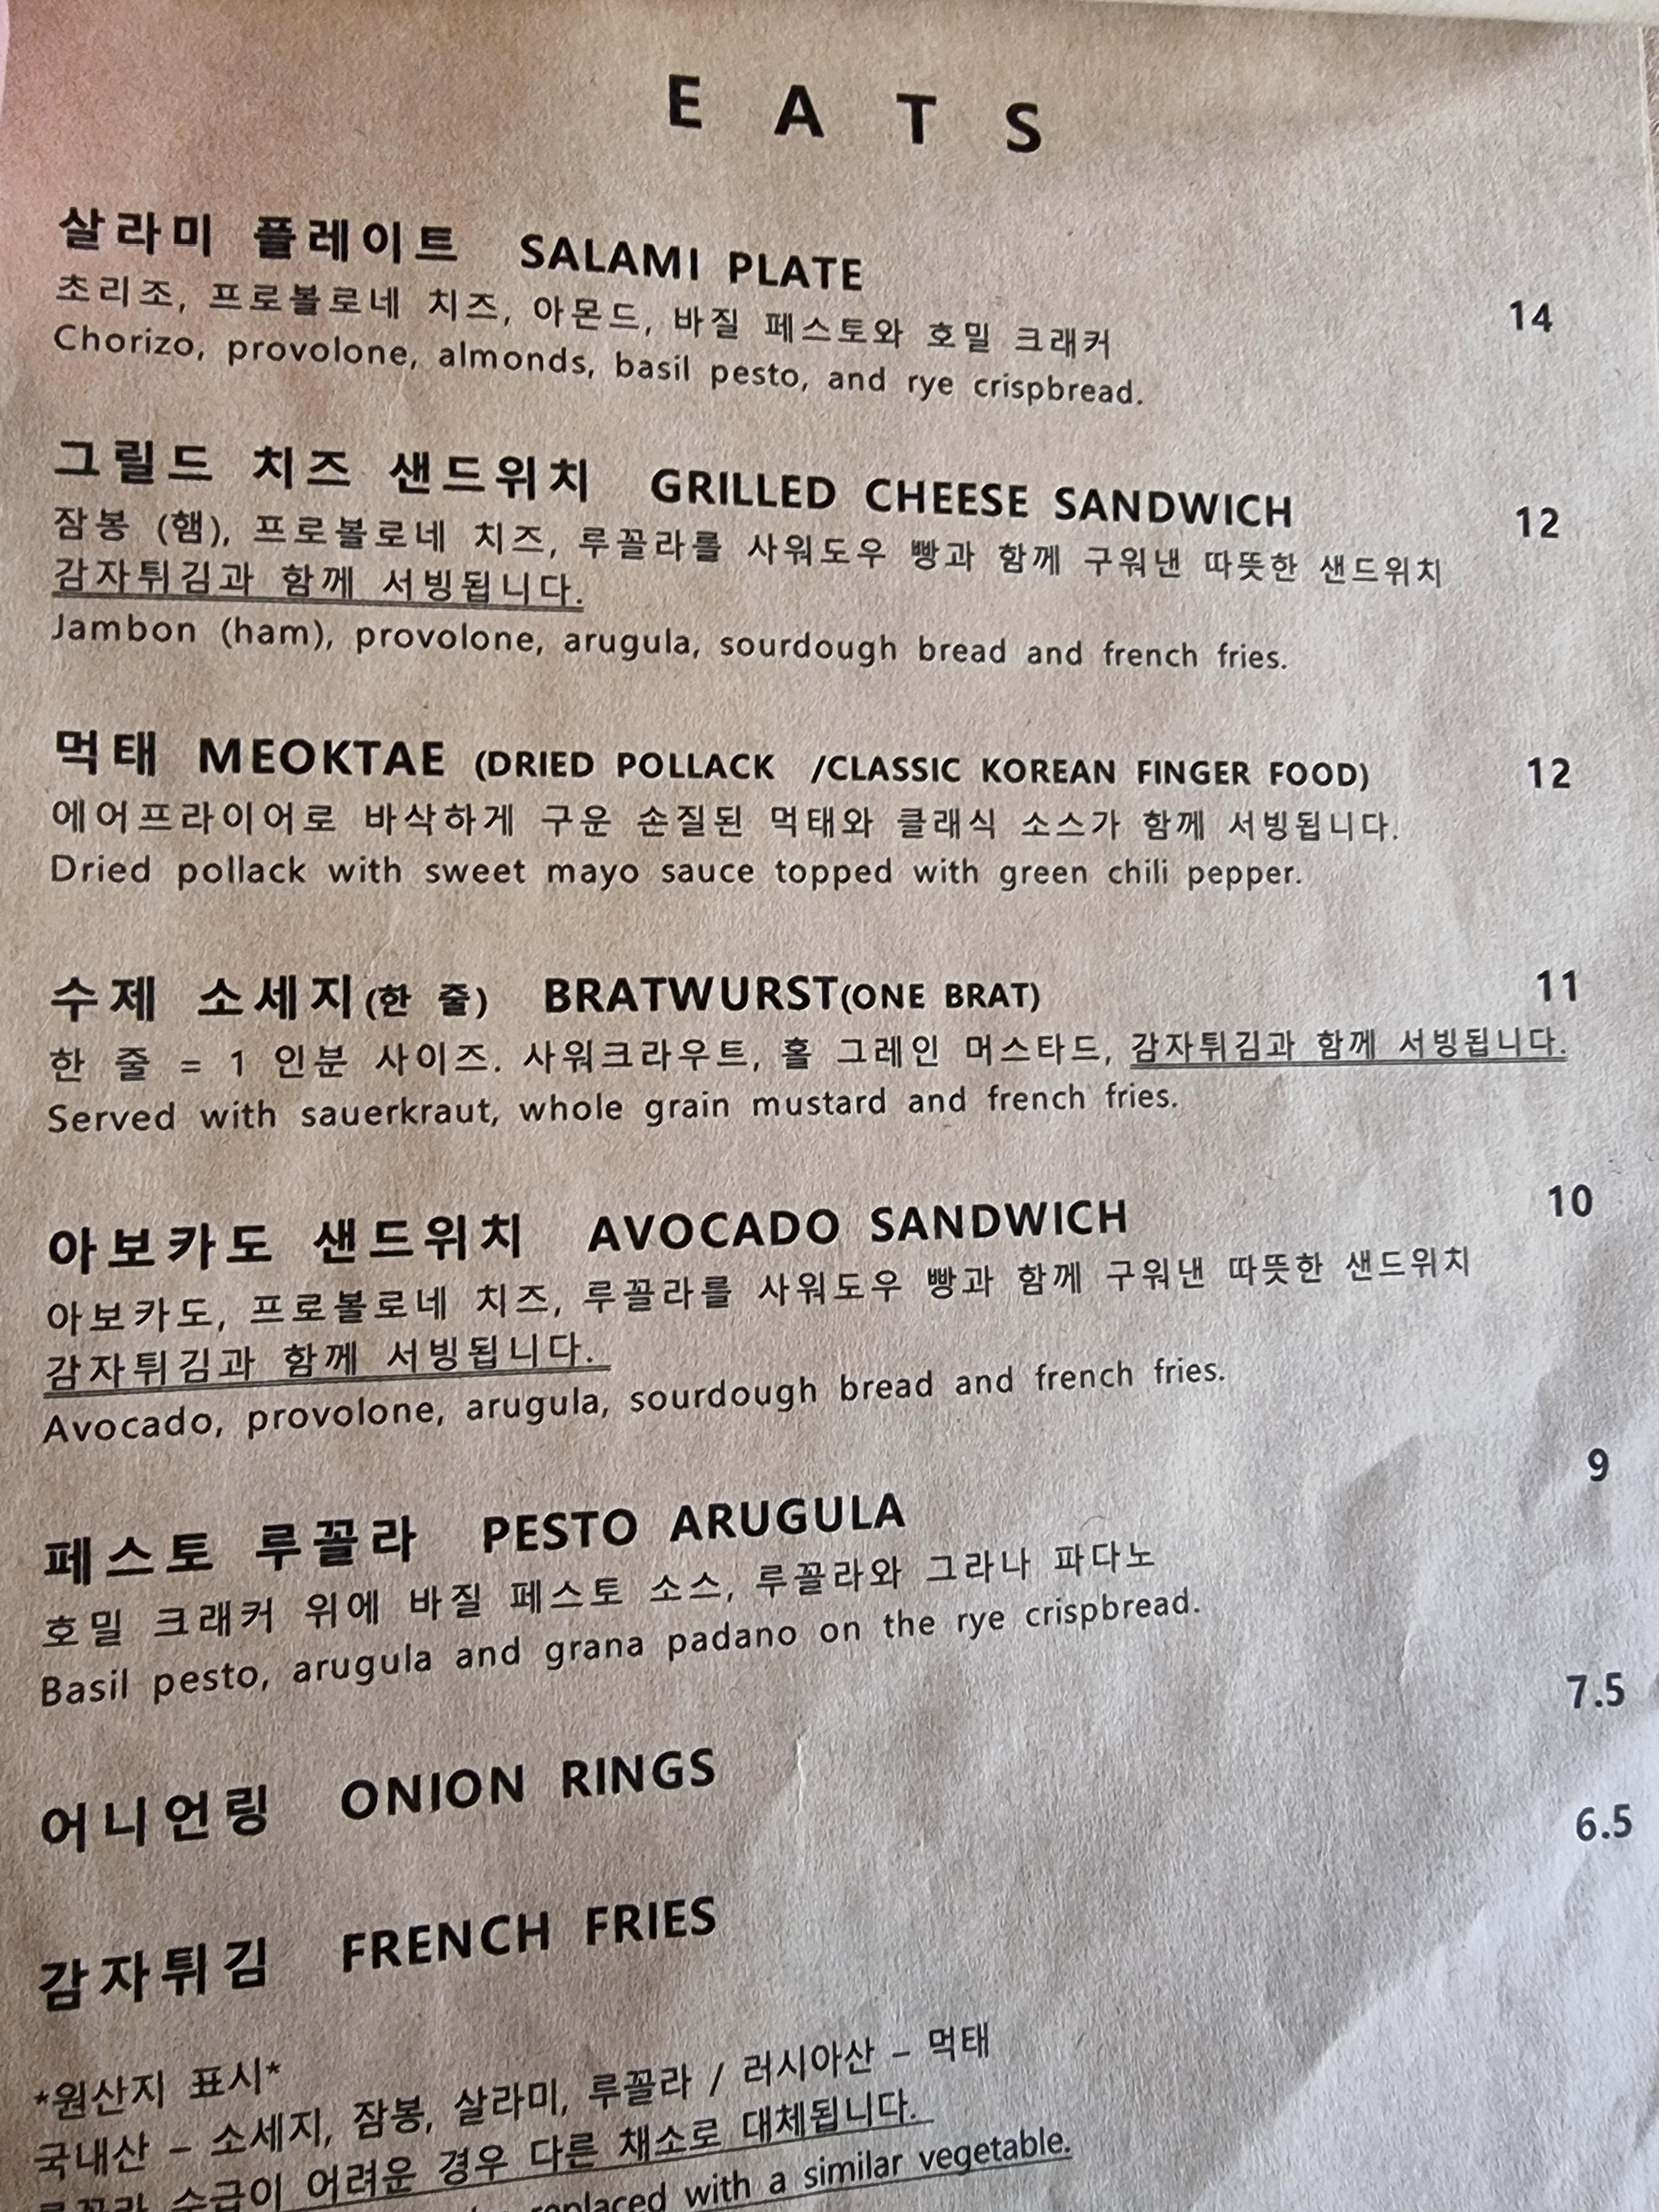 EATS
살라미 플레이트 SALAMI PLATE
초리조, 프로볼로네 치즈, 아몬드, 바질 페스토와 호밀 크래커 14
Chorizo, provolone, almonds, basil pesto, and rye crispbread.
그릴드 치즈 샌드위치 GRILLED CHEESE SANDWICH 12
잠봉 (햄), 프로볼로네 치즈, 루꼴라를 사워도우 빵과 함께 구워낸 따뜻한 샌드위치
감자튀김과 함께 서빙됩니다.
Jambon (ham), provolone, arugula, sourdough bread and french fries.
먹태 MEOKTAE (DRIED POLLACK /CLASSIC KOREAN FINGER FOOD) 12
에어프라이어로 바삭하게 구운 손질된 먹태와 클래식 소스가 함께 서빙됩니다.
Dried pollack with sweet mayo sauce topped with green chili pepper.
수제 소세지(한 줄) BRATWURST(ONE BRAT) 11
한 줄 = 1 인분 사이즈. 사워크라우트, 홀 그레인 머스타드, 감자튀김과 함께 서빙됩니다.
Served with sauerkraut, whole grain mustard and french fries.
아보카도 샌드위치 AVOCADO SANDWICH 10
아보카도, 프로볼로네 치즈, 루꼴라를 사워도우 빵과 함께 구워낸 따뜻한 샌드위치
감자튀김과 함께 서빙됩니다.
Avocado, provolone, arugula, sourdough bread and french fries.
페스토 루꼴라 PESTO ARUGULA 9
호밀 크래커 위에 바질 페스토 소스, 루꼴라와 그라나 파다노
Basil pesto, arugula and grana padano on the rye crispbread.
어니언링 ONION RINGS 7.5
감자튀김 FRENCH FRIES 6.5
*원산지 표시*
국내산 – 소세지, 잠봉, 살라미, 루꼴라 / 러시아산 – 먹태
루꼴라 수급이 어려운 경우 다른 채소로 대체됩니다.
replaced with a similar vegetable.